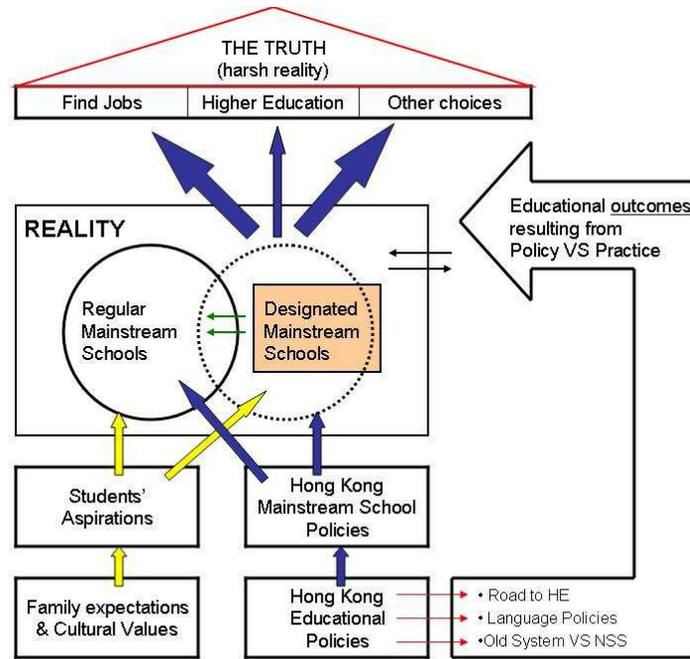 THE TRUTH
(harsh reality)
Find Jobs
Higher Education
Other choices
REALITY
Educational outcomes
resulting from
Policy VS Practice
Regular
Mainstream
Schools
Designated
Mainstream
Schools
Students'
Aspirations
Hong Kong
Mainstream School
Policies
Family expectations
& Cultural Values
Hong Kong
Educational
Policies
• Road to HE
• Language Policies
•Old System VS NSS